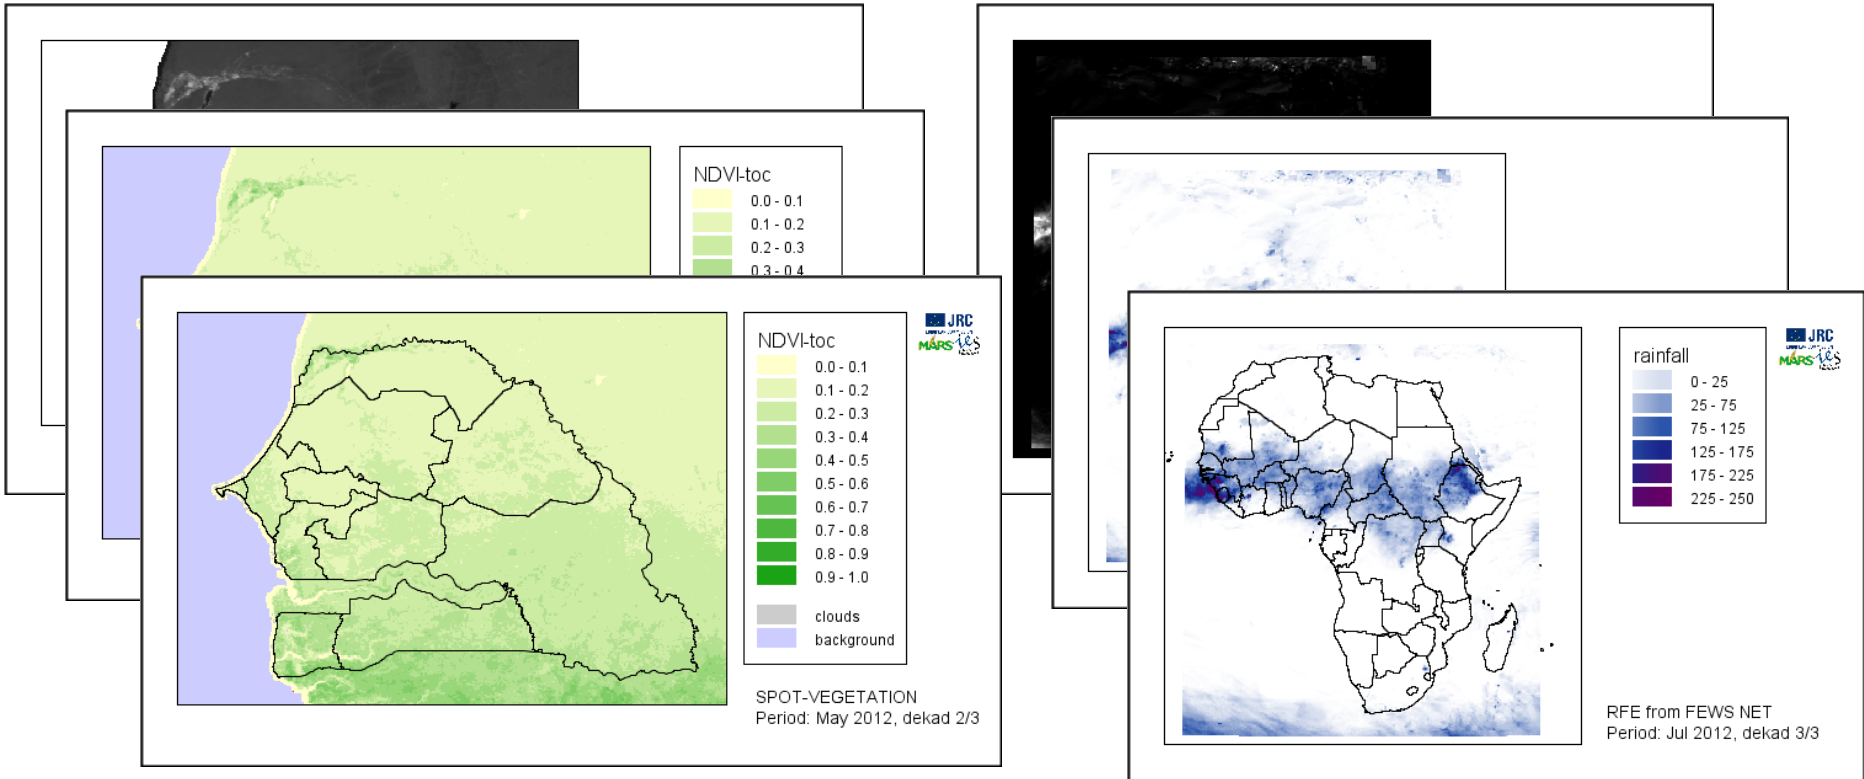 NDVI-toc
0.0 - 0.1
0.1 - 0.2
0.2 - 0.3
0.3 - 0.4
NDVI-toc
0.0 - 0.1
0.1 - 0.2
0.2 - 0.3
0.3 - 0.4
0.4 - 0.5
0.5 - 0.6
0.6 - 0.7
0.7 - 0.8
0.8 - 0.9
0.9 - 1.0
clouds
background
JRC
MARS ies
SPOT-VEGETATION
Period: May 2012, dekad 2/3
rainfall
0 - 25
25 - 75
75 - 125
125 - 175
175 - 225
225 - 250
JRC
MARS ies
RFE from FEWS NET
Period: Jul 2012, dekad 3/3